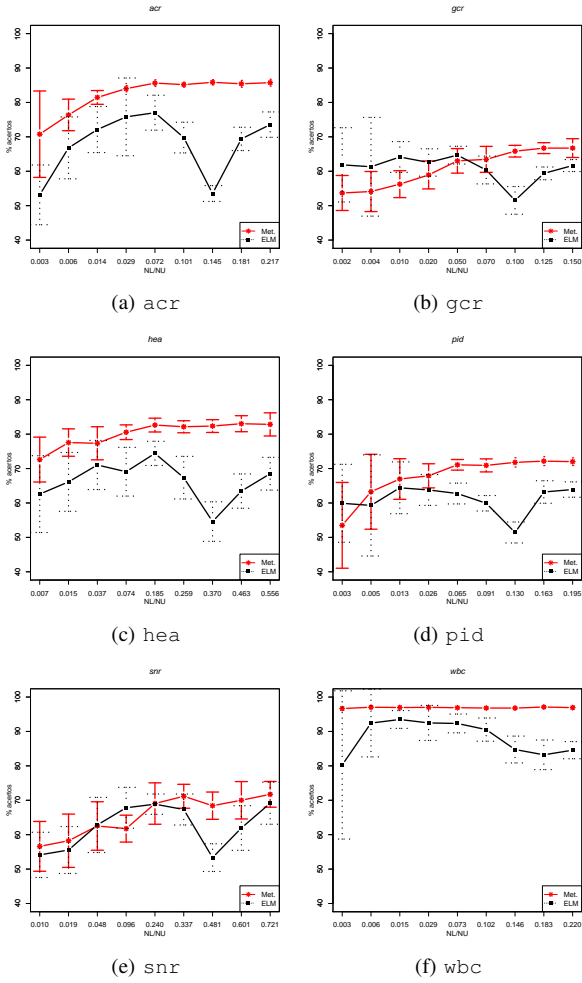 acr
% acertos
100
90
80
70
60
50
40
0.003 0.006 0.014 0.029 0.072 0.101 0.145 0.181 0.217
NL/NU
Met.
ELM
(a) acr
gcr
% acertos
100
90
80
70
60
50
40
0.002 0.004 0.010 0.020 0.050 0.070 0.100 0.125 0.150
NL/NU
Met.
ELM
(b) gcr
hea
% acertos
100
90
80
70
60
50
40
0.007 0.015 0.037 0.074 0.185 0.259 0.370 0.463 0.556
NL/NU
Met.
ELM
(c) hea
pid
% acertos
100
90
80
70
60
50
40
0.003 0.005 0.013 0.026 0.065 0.091 0.130 0.163 0.195
NL/NU
Met.
ELM
(d) pid
snr
% acertos
100
90
80
70
60
50
40
0.010 0.019 0.048 0.096 0.240 0.337 0.481 0.601 0.721
NL/NU
Met.
ELM
(e) snr
wbc
% acertos
100
90
80
70
60
50
40
0.003 0.006 0.015 0.029 0.073 0.102 0.146 0.183 0.220
NL/NU
Met.
ELM
(f) wbc